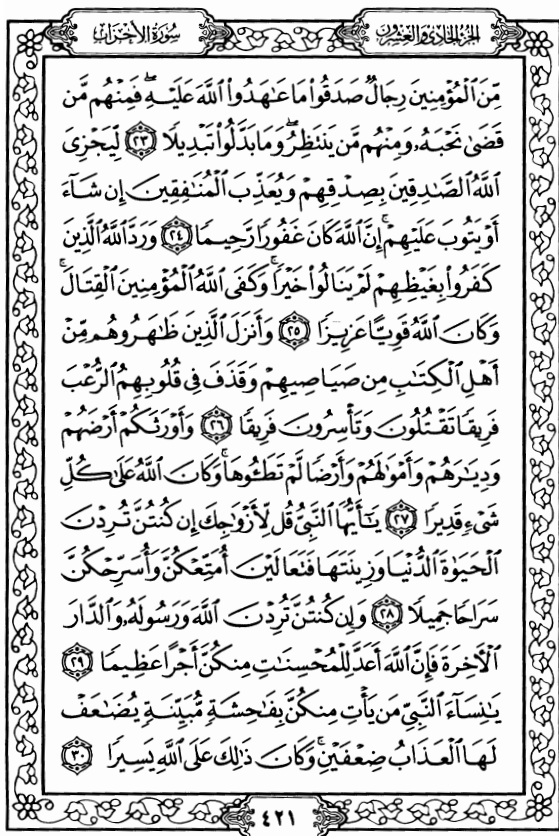 سُورَةُ الأَحْزَابِ
الجُزْءُ الحَادِي وَالعِشْرُونَ
مِّنَ ٱلْمُؤْمِنِينَ رِجَالٌ صَدَقُوا۟ مَا عَٰهَدُوا۟ ٱللَّهَ عَلَيْهِ ۖ فَمِنْهُم مَّن
قَضَىٰ نَحْبَهُۥ وَمِنْهُم مَّن يَنتَظِرُ ۖ وَمَا بَدَّلُوا۟ تَبْدِيلًا ٢٣ لِّيَجْزِىَ
ٱللَّهُ ٱلصَّٰدِقِينَ بِصِدْقِهِمْ وَيُعَذِّبَ ٱلْمُنَٰفِقِينَ إِن شَآءَ
أَوْ يَتُوبَ عَلَيْهِمْ ۚ إِنَّ ٱللَّهَ كَانَ غَفُورًا رَّحِيمًا ٢٤ وَرَدَّ ٱللَّهُ ٱلَّذِينَ
كَفَرُوا۟ بِغَيْظِهِمْ لَمْ يَنَالُوا۟ خَيْرًا ۚ وَكَفَى ٱللَّهُ ٱلْمُؤْمِنِينَ ٱلْقِتَالَ ۚ
وَكَانَ ٱللَّهُ قَوِيًّا عَزِيزًا ٢٥ وَأَنزَلَ ٱلَّذِينَ ظَٰهَرُوهُم مِّنْ
أَهْلِ ٱلْكِتَٰبِ مِن صَيَاصِيهِمْ وَقَذَفَ فِى قُلُوبِهِمُ ٱلرُّعْبَ
فَرِيقًا تَقْتُلُونَ وَتَأْسِرُونَ فَرِيقًا ٢٦ وَأَوْرَثَكُمْ أَرْضَهُمْ
وَدِيَٰرَهُمْ وَأَمْوَٰلَهُمْ وَأَرْضًا لَّمْ تَطَـُٔوهَا ۚ وَكَانَ ٱللَّهُ عَلَىٰ كُلِّ
شَىْءٍ قَدِيرًا ٢٧ يَٰٓأَيُّهَا ٱلنَّبِىُّ قُل لِّأَزْوَٰجِكَ إِن كُنتُنَّ تُرِدْنَ
ٱلْحَيَوٰةَ ٱلدُّنْيَا وَزِينَتَهَا فَتَعَالَيْنَ أُمَتِّعْكُنَّ وَأُسَرِّحْكُنَّ
سَرَاحًا جَمِيلًا ٢٨ وَإِن كُنتُنَّ تُرِدْنَ ٱللَّهَ وَرَسُولَهُۥ وَٱلدَّارَ
ٱلْءَاخِرَةَ فَإِنَّ ٱللَّهَ أَعَدَّ لِلْمُحْسِنَٰتِ مِنكُنَّ أَجْرًا عَظِيمًا ٢٩
يَٰنِسَآءَ ٱلنَّبِىِّ مَن يَأْتِ مِنكُنَّ بِفَٰحِشَةٍ مُّبَيِّنَةٍ يُضَٰعَفْ
لَهَا ٱلْعَذَابُ ضِعْفَيْنِ ۚ وَكَانَ ذَٰلِكَ عَلَى ٱللَّهِ يَسِيرًا ٣٠
٤٢١